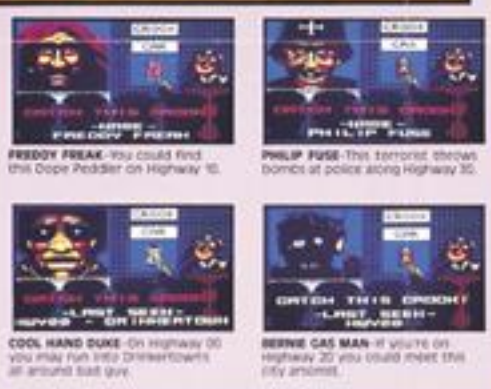 CROOK
CAR
CATCH THIS CROOK!
-NAME-
FREDDY FREAK
FREDDY FREAK-You could find
this Dope Peddler on Highway 10.
CROOK
CAR
CATCH THIS CROOK!
-NAME-
PHILIP FUSS
PHILIP FUSE-This terrorist throws
bombs at police along Highway 30.
CROOK
CAR
CATCH THIS CROOK!
-LAST SEEN-
HWY00 - DRINKERTOWN
COOL HAND DUKE-On Highway 00
you may run into Drinkertown's
all around bad guy.
CROOK
CAR
CATCH THIS CROOK!
-LAST SEEN-
HWY20
BERNIE GAS MAN-If you're on
Highway 20 you could meet this
city arsonist.